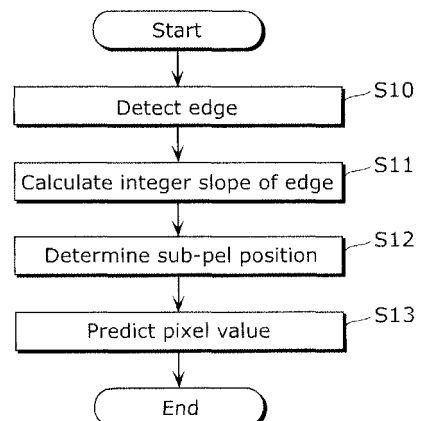 Start
Detect edge
S10
Calculate integer slope of edge
S11
Determine sub-pel position
S12
Predict pixel value
S13
End